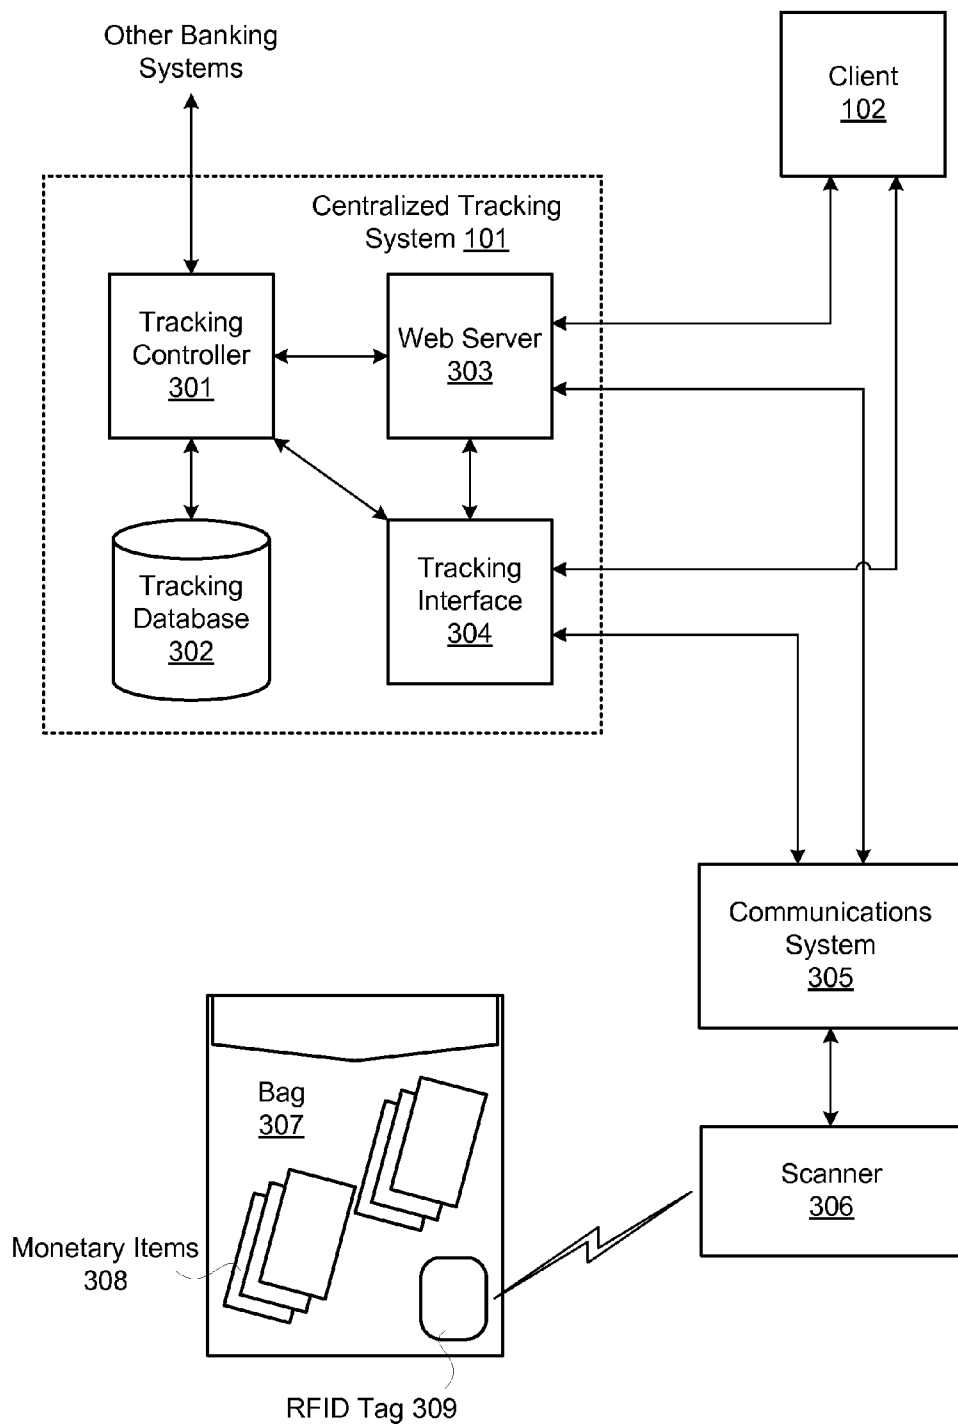 Other Banking
Systems
Client
102
Centralized Tracking
System 101
Tracking
Controller
301
Web Server
303
Tracking
Database
302
Tracking
Interface
304
Communications
System
305
Bag
307
Scanner
306
Monetary Items
308
RFID Tag 309